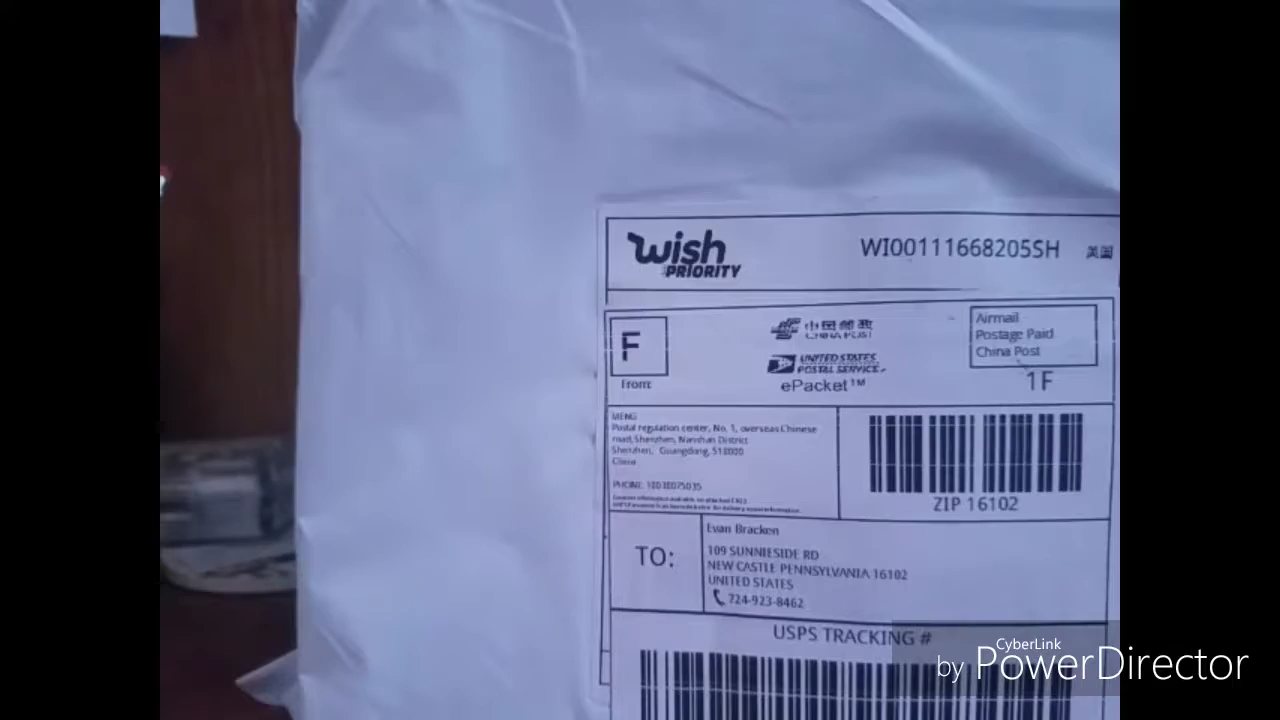 wish
PRIORITY
WI00111668205SH 美国
F
From:
中国邮政
CHINA POST
UNITED STATES
POSTAL SERVICE
ePacket™
Airmail
Postage Paid
China Post
1F
MENG
Postal regulation center, No. 1, overseas Chinese
road, Shenzhen, Nanshan District
Shenzhen, Guangdong, 518000
China
PHONE:
ZIP 16102
TO:
Evan Bracken
109 SUNNIESIDE RD
NEW CASTLE PENNSYLVANIA 16102
UNITED STATES
724-923-8462
USPS TRACKING #
CyberLink
by PowerDirector